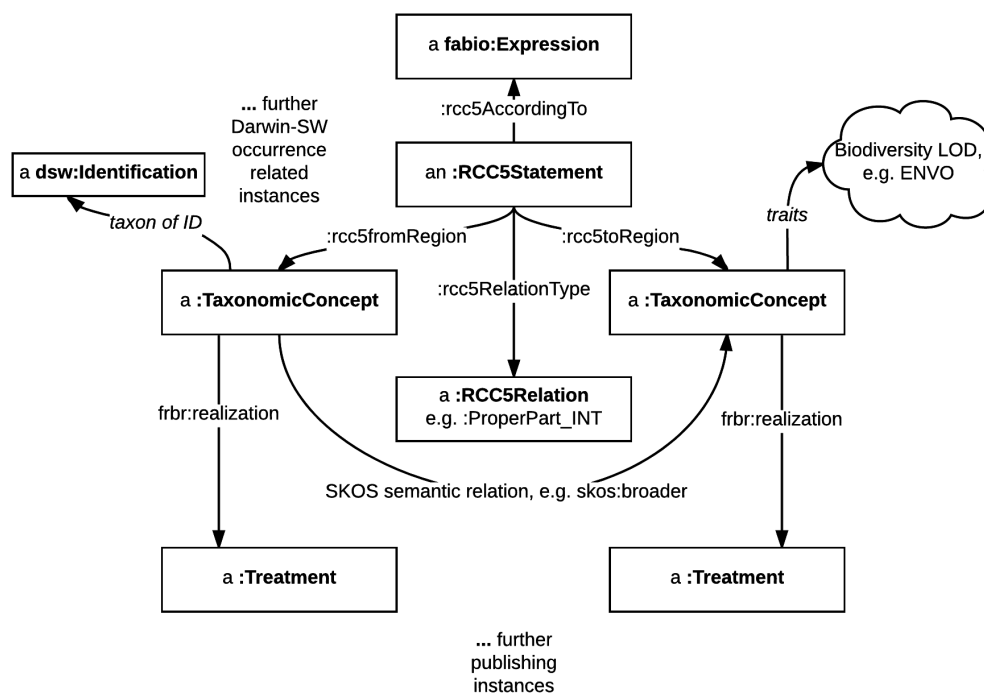 a fabio:Expression
:rcc5AccordingTo
... further
Darwin-SW
occurrence
related
instances
a dsw:Identification
an :RCC5Statement
Biodiversity LOD,
e.g. ENVO
taxon of ID
traits
:rcc5fromRegion
:rcc5toRegion
a :TaxonomicConcept
:rcc5RelationType
a :TaxonomicConcept
a :RCC5Relation
e.g. :ProperPart_INT
frbr:realization
frbr:realization
SKOS semantic relation, e.g. skos:broader
a :Treatment
a :Treatment
... further
publishing
instances